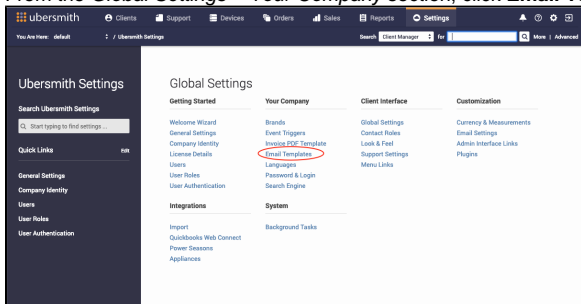 From the Global Settings
Your Company section, click Email
ubersmith
Clients
Support
Devices
Orders
Sales
Reports
Settings
You Are Here: default / Ubersmith Settings
Search Client Manager for
More | Advanced
Ubersmith Settings
Search Ubersmith Settings
Start typing to find settings ...
Quick Links
Edit
General Settings
Company Identity
Users
User Roles
User Authentication
Global Settings
Getting Started
Welcome Wizard
General Settings
Company Identity
License Details
Users
User Roles
User Authentication
Your Company
Brands
Event Triggers
Invoice PDF Template
Email Templates
Languages
Password & Login
Search Engine
Client Interface
Global Settings
Contact Roles
Look & Feel
Support Settings
Menu Links
Customization
Currency & Measurements
Email Settings
Admin Interface Links
Plugins
Integrations
Import
Quickbooks Web Connect
Power Seasons
Appliances
System
Background Tasks